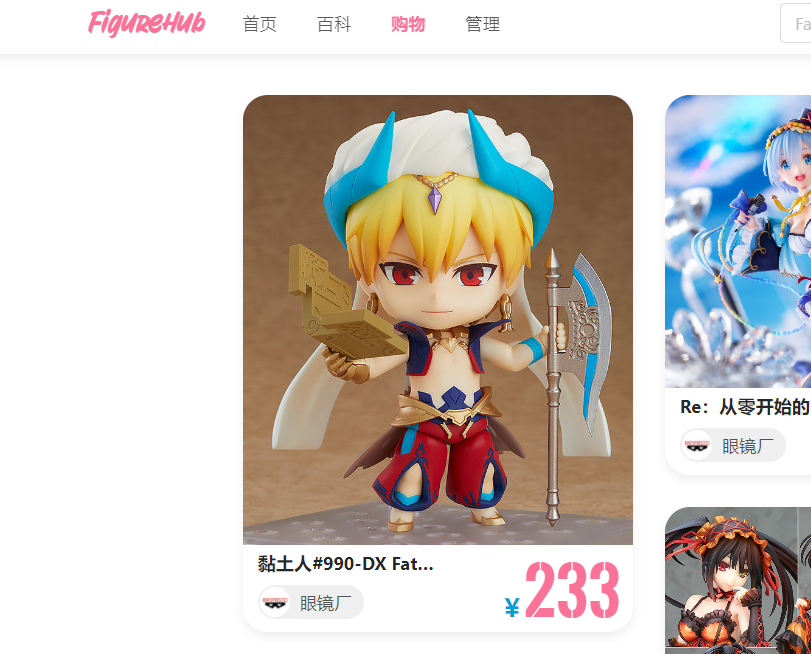 FigureHub 首页 百科 购物 管理 Fa
黏土人#990-DX Fat...
眼镜厂
¥233
Re：从零开始的
眼镜厂